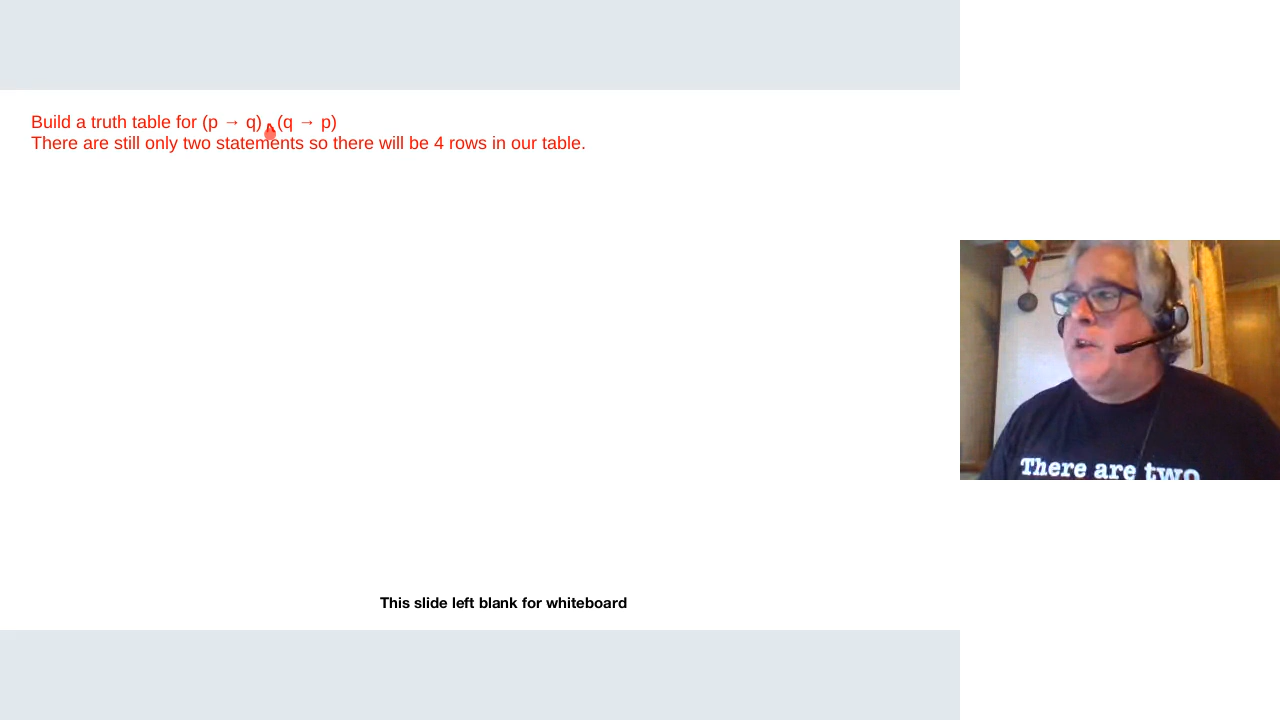 Build a truth table for (p → q) ∧ (q → p)
There are still only two statements so there will be 4 rows in our table.
There are two
This slide left blank for whiteboard